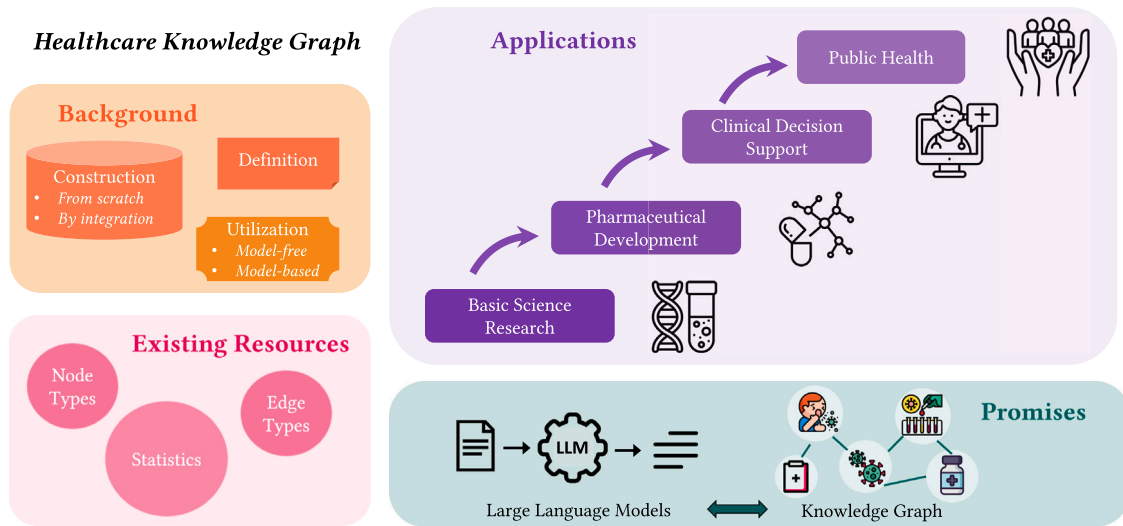 Healthcare Knowledge Graph
Background
Construction
• From scratch
• By integration
Definition
Utilization
• Model-free
• Model-based
Existing Resources
Node
Types
Statistics
Edge
Types
Applications
Public Health
Clinical Decision
Support
Pharmaceutical
Development
Basic Science
Research
Promises
LLM
Large Language Models
Knowledge Graph